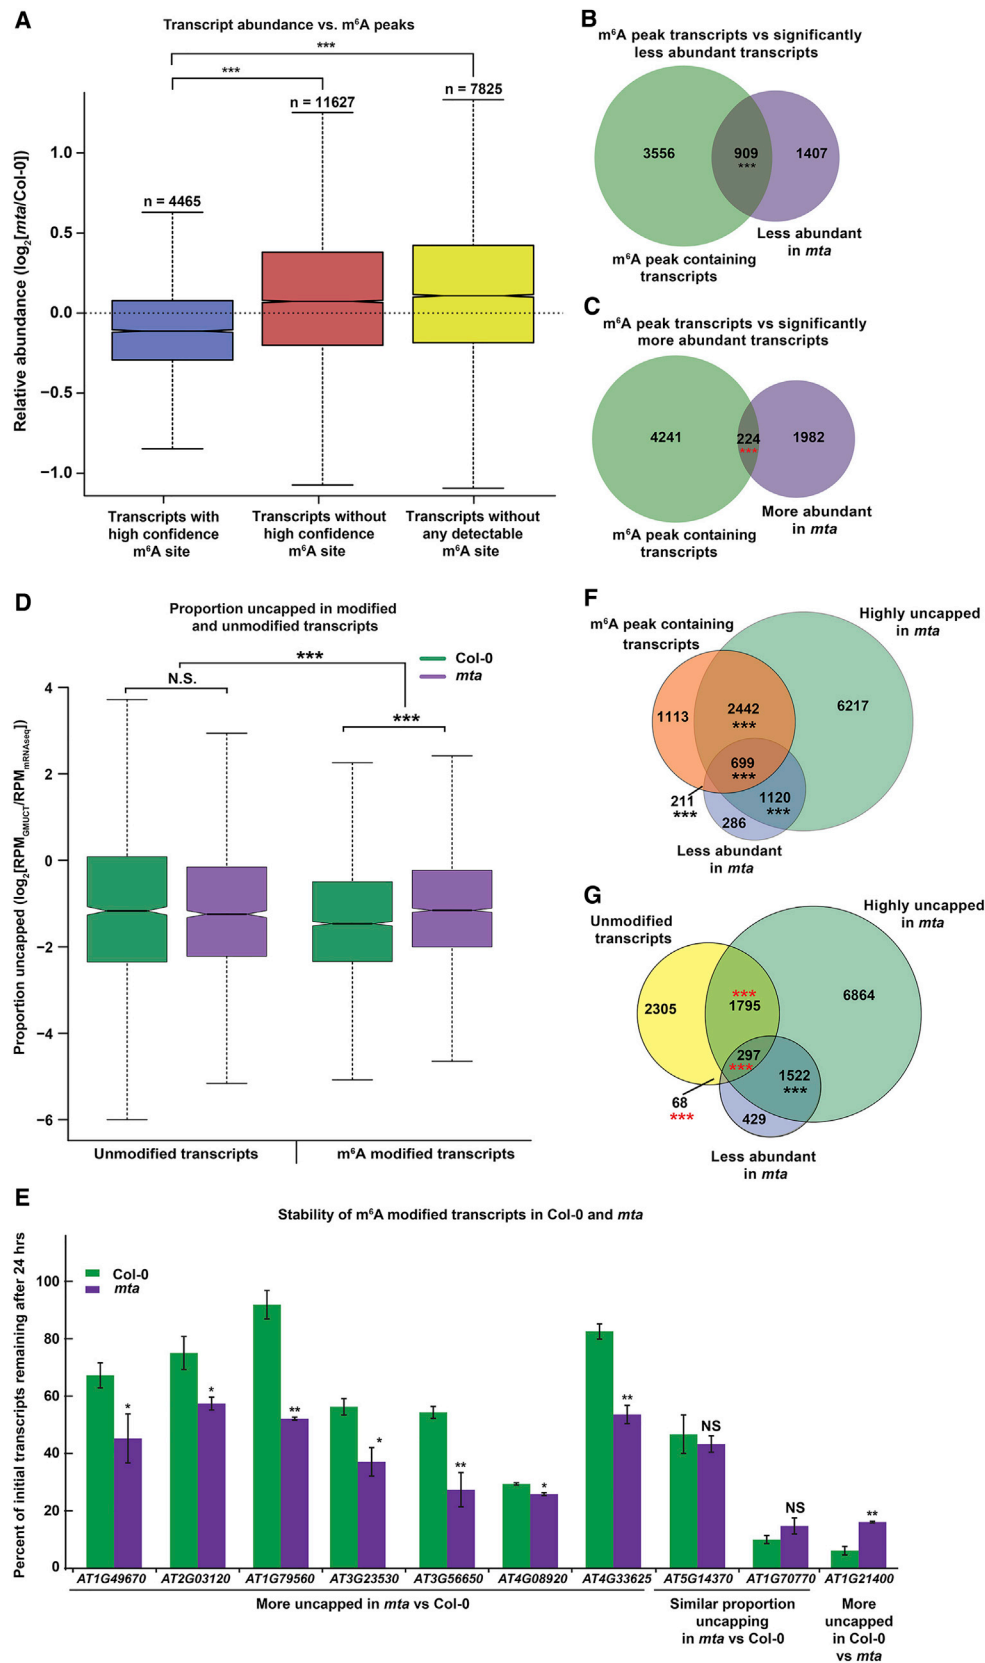 A
Transcript abundance vs. m⁶A peaks
***
***
n = 4465
n = 11627
n = 7825
Relative abundance (log₂[mta/Col-0])
1.0
0.5
0.0
−0.5
−1.0
Transcripts with
high confidence
m⁶A site
Transcripts without
high confidence
m⁶A site
Transcripts without
any detectable
m⁶A site
B
m⁶A peak transcripts vs significantly
less abundant transcripts
3556
909
***
1407
Less abundant
in mta
m⁶A peak containing
transcripts
C
m⁶A peak transcripts vs significantly
more abundant transcripts
4241
224
***
1982
More abundant
in mta
m⁶A peak containing
transcripts
D
Proportion uncapped in modified
and unmodified transcripts
***
Col-0
mta
N.S.
***
Proportion uncapped (log₂[RPM_GMUCT/RPM_mRNAseq])
4
2
0
−2
−4
−6
Unmodified transcripts
m⁶A modified transcripts
F
Highly uncapped
in mta
m⁶A peak containing
transcripts
1113
2442
***
6217
699
***
211
***
1120
***
286
Less abundant
in mta
G
Highly uncapped
in mta
Unmodified
transcripts
2305
***
1795
6864
297
***
1522
***
68
***
429
Less abundant
in mta
E
Stability of m⁶A modified transcripts in Col-0 and mta
Percent of initial transcripts remaining after 24 hrs
Col-0
mta
100
80
60
40
20
0
*
*
**
*
**
*
**
NS
NS
**
AT1G49670
AT2G03120
AT1G79560
AT3G23530
AT3G56650
AT4G08920
AT4G33625
AT5G14370
AT1G70770
AT1G21400
More uncapped in mta vs Col-0
Similar proportion
uncapping
in mta vs Col-0
More
uncapped
in Col-0
vs mta